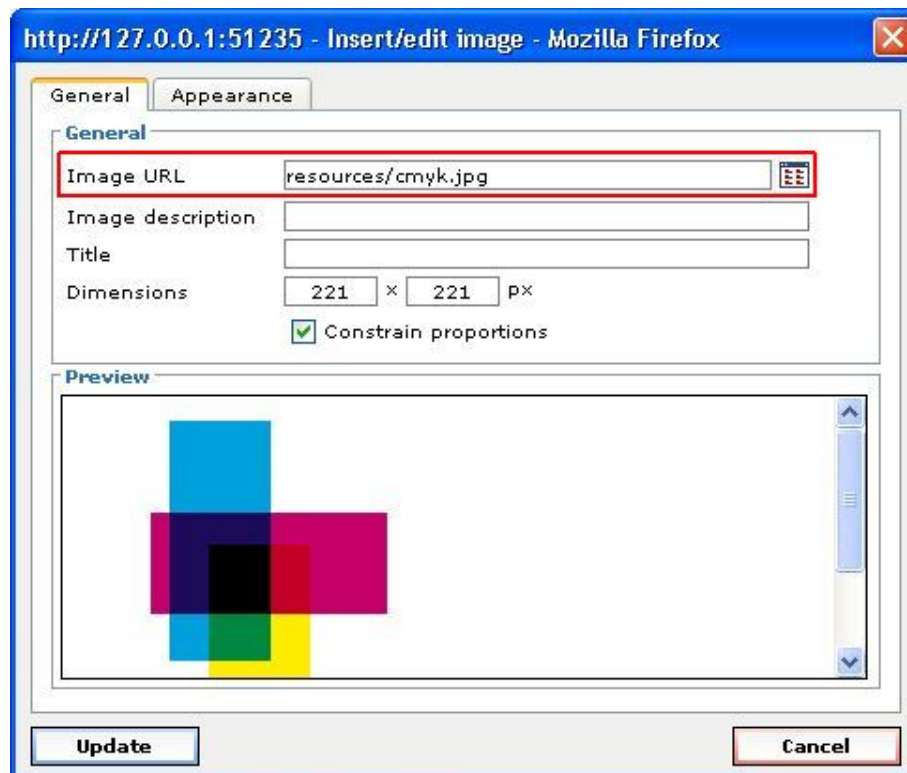 http://127.0.0.1:51235 - Insert/edit image - Mozilla Firefox
General Appearance
General
Image URL resources/cmyk.jpg
Image description
Title
Dimensions 221 x 221 px
Constrain proportions
Preview
Update Cancel